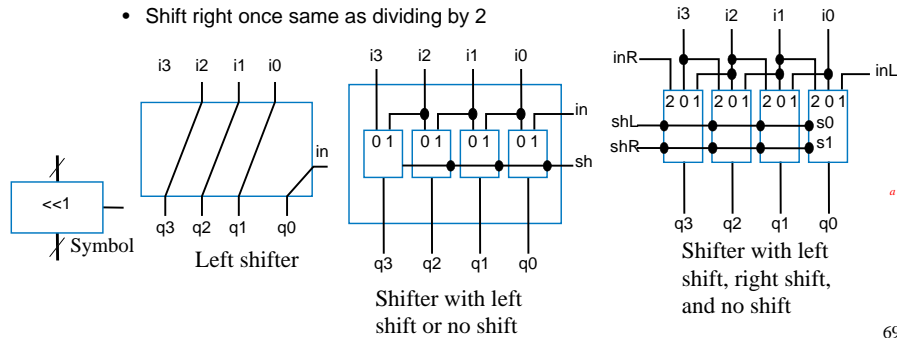 • Shift right once same as dividing by 2
<<1
Symbol
i3 i2 i1 i0
in
q3 q2 q1 q0
Left shifter
i3 i2 i1 i0
in
0 1 0 1 0 1 0 1
sh
q3 q2 q1 q0
Shifter with left
shift or no shift
i3 i2 i1 i0
inR inL
2 0 1 2 0 1 2 0 1 2 0 1
shL s0
shR s1
q3 q2 q1 q0
Shifter with left
shift, right shift,
and no shift
a
69